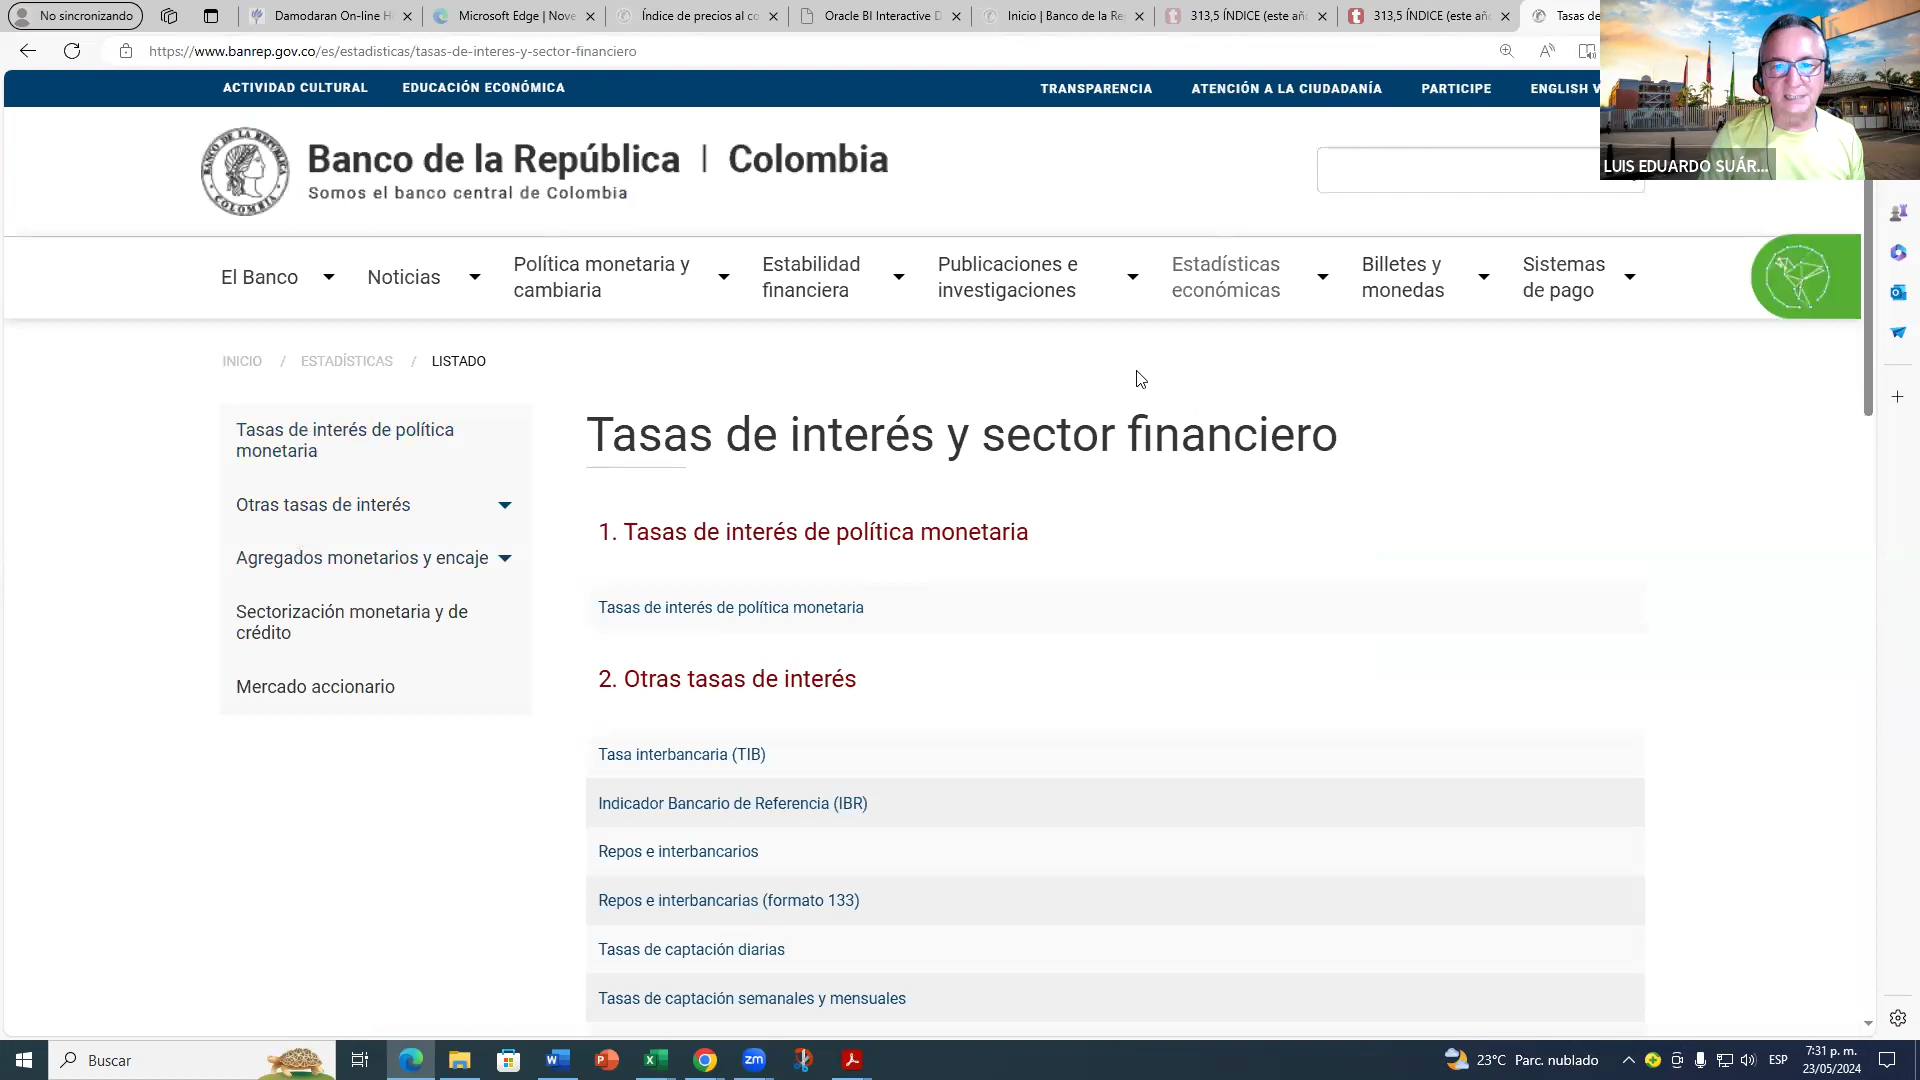 No sincronizando
Damodaran On-line H
Microsoft Edge | Nove
Índice de precios al co
Oracle BI Interactive D
Inicio | Banco de la Re
313,5 ÍNDICE (este añ
313,5 ÍNDICE (este año
Tasas de
https://www.banrep.gov.co/es/estadisticas/tasas-de-interes-y-sector-financiero
ACTIVIDAD CULTURAL
EDUCACIÓN ECONÓMICA
TRANSPARENCIA
ATENCIÓN A LA CIUDADANÍA
PARTICIPE
ENGLISH V
LUIS EDUARDO SUÁR...
BANCO DE LA REPÚBLICA
COLOMBIA
Banco de la República | Colombia
Somos el banco central de Colombia
El Banco
Noticias
Política monetaria y
cambiaria
Estabilidad
financiera
Publicaciones e
investigaciones
Estadísticas
económicas
Billetes y
monedas
Sistemas
de pago
INICIO / ESTADÍSTICAS / LISTADO
Tasas de interés de política
monetaria
Otras tasas de interés
Agregados monetarios y encaje
Sectorización monetaria y de
crédito
Mercado accionario
Tasas de interés y sector financiero
1. Tasas de interés de política monetaria
Tasas de interés de política monetaria
2. Otras tasas de interés
Tasa interbancaria (TIB)
Indicador Bancario de Referencia (IBR)
Repos e interbancarios
Repos e interbancarias (formato 133)
Tasas de captación diarias
Tasas de captación semanales y mensuales
Buscar
23°C Parc. nublado
ESP
7:31 p. m.
23/05/2024